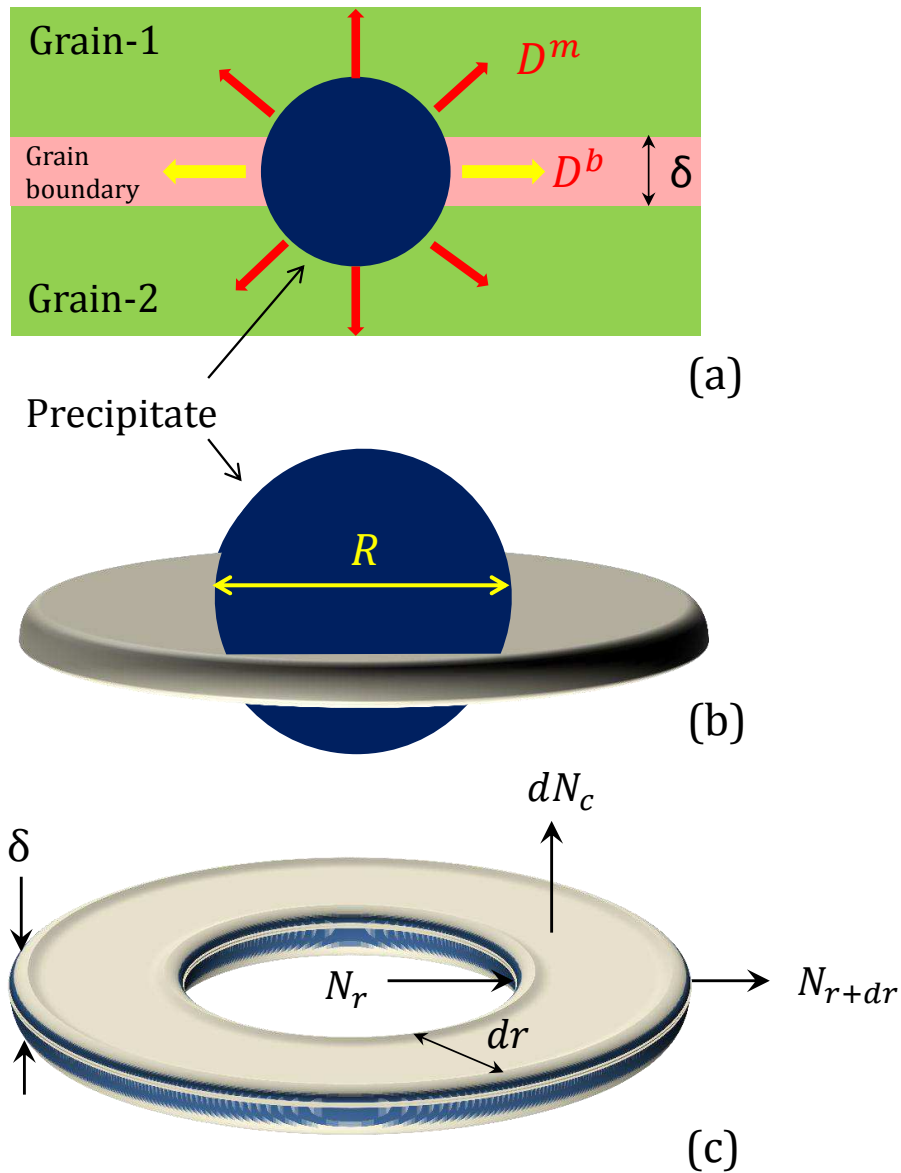 Grain-1
D^m
Grain
boundary
D^b
δ
Grain-2
(a)
Precipitate
R
(b)
dN_c
δ
N_r
N_{r+dr}
dr
(c)